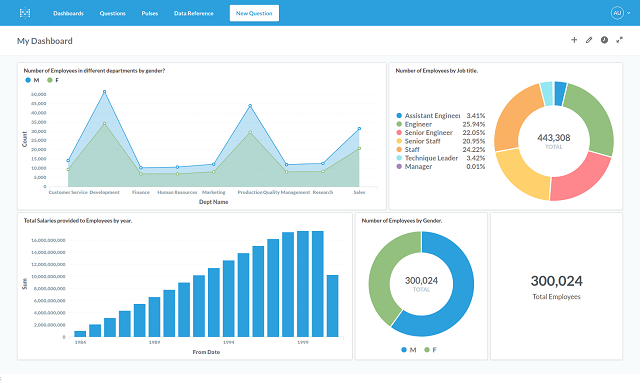 Dashboards Questions Pulses Data Reference New Question AU
My Dashboard
Number of Employees in different departments by gender?
M F
Count
50,000
45,000
40,000
35,000
30,000
25,000
20,000
15,000
10,000
5,000
0
Customer Service Development Finance Human Resources Marketing Production Quality Management Research Sales
Dept Name
Number of Employees by Job title.
Assistant Engineer 3.41%
Engineer 25.94%
Senior Engineer 22.05%
Senior Staff 20.95%
Staff 24.22%
Technique Leader 3.42%
Manager 0.01%
443,308
TOTAL
Total Salaries provided to Employees by year.
Sum
16,000,000,000
14,000,000,000
12,000,000,000
10,000,000,000
8,000,000,000
6,000,000,000
4,000,000,000
2,000,000,000
0
1984 1989 1994 1999
From Date
Number of Employees by Gender.
300,024
TOTAL
M F
300,024
Total Employees